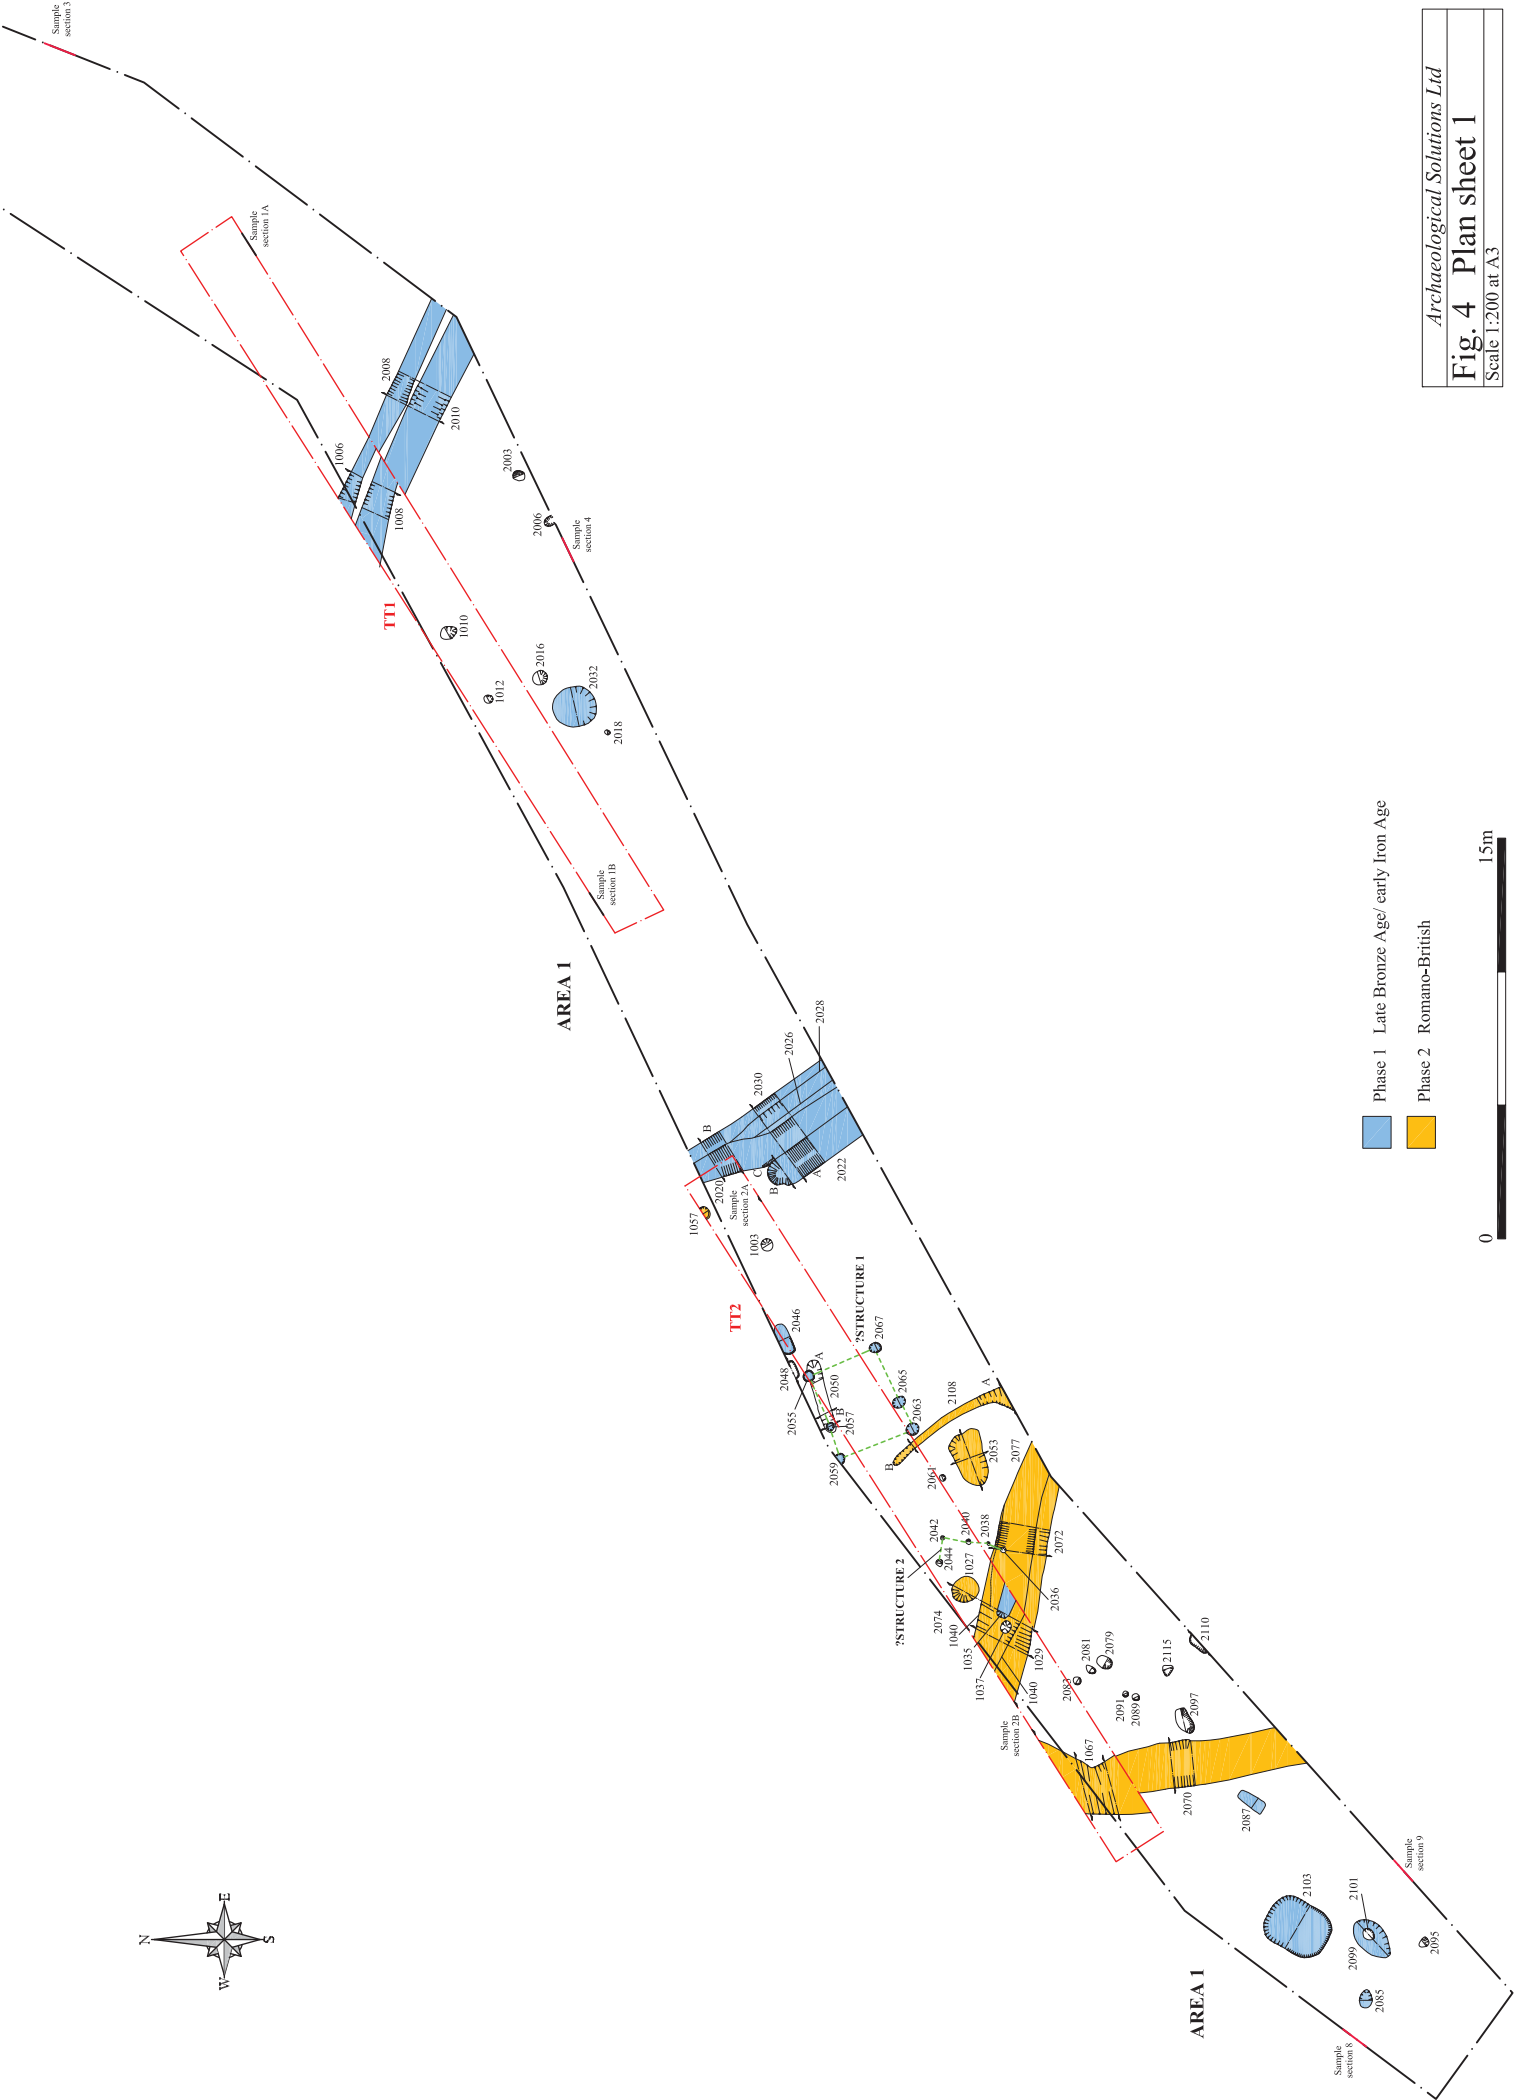 Sample
section 3
Sample
section 1A
2008
1006
2010
1008
2003
2006
Sample
section 4
TT1
1010
2016
1012
2032
2018
Sample
section 1B
AREA 1
2028
2026
2030
B
C
B
A
2022
2020
Sample
section 2A
1057
1003
TT2
?STRUCTURE 1
2046
2067
2048
A
2050
2055
B
2057
2065
2063
2059
2108
A
B
2053
2061
2077
2042
2040
2038
2044
1027
2072
?STRUCTURE 2
2036
2074
1040
1035
1029
1037
1040
2081
2079
2083
2110
2115
2091
2089
2097
Sample
section 2B
1067
2070
2087
Sample
section 9
2103
2101
2099
2095
2085
AREA 1
Sample
section 8
N
E
S
W
Phase 1 Late Bronze Age/ early Iron Age
Phase 2 Romano-British
0
15m
Archaeological Solutions Ltd
Fig. 4 Plan sheet 1
Scale 1:200 at A3